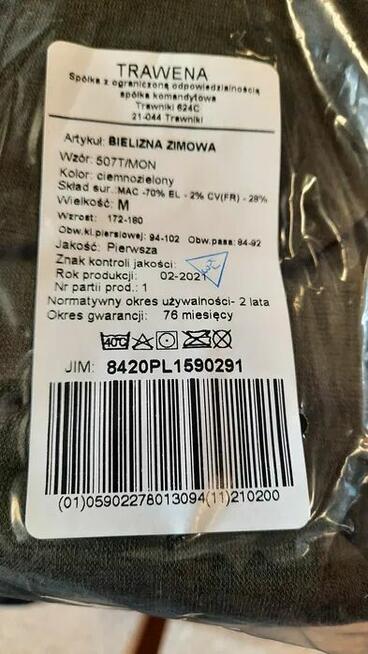 TRAWENA
Spółka z ograniczoną odpowiedzialnością
spółka komandytowa
Trawniki 624C
21-044 Trawniki
Artykuł: BIELIZNA ZIMOWA
Wzór: 507T/MON
Kolor: ciemnozielony
Skład sur.:MAC -70% EL - 2% CV(FR) - 28%
Wielkość: M
Wzrost: 172-180
Obw.kl.piersiowej: 94-102 Obw.pasa: 84-92
Jakość: Pierwsza
Znak kontroli jakości:
Rok produkcji: 02-2021
Nr partii prod.: 1
Normatywny okres używalności- 2 lata
Okres gwarancji: 76 miesięcy
40°C
JIM: 8420PL1590291
(01)05902278013094(11)210200